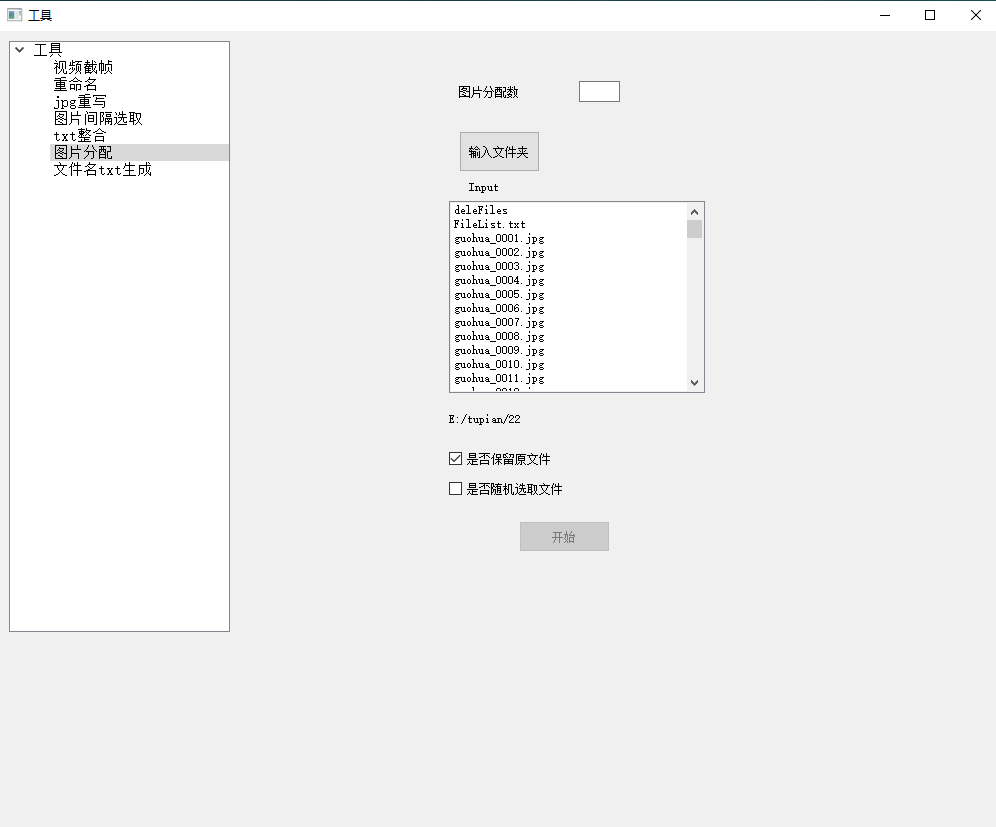 工具
工具
视频截帧
重命名
jpg重写
图片间隔选取
txt整合
图片分配
文件名txt生成
图片分配数
输入文件夹
Input
deleFiles
FileList.txt
guohua_0001.jpg
guohua_0002.jpg
guohua_0003.jpg
guohua_0004.jpg
guohua_0005.jpg
guohua_0006.jpg
guohua_0007.jpg
guohua_0008.jpg
guohua_0009.jpg
guohua_0010.jpg
guohua_0011.jpg
E:/tupian/22
是否保留原文件
是否随机选取文件
开始